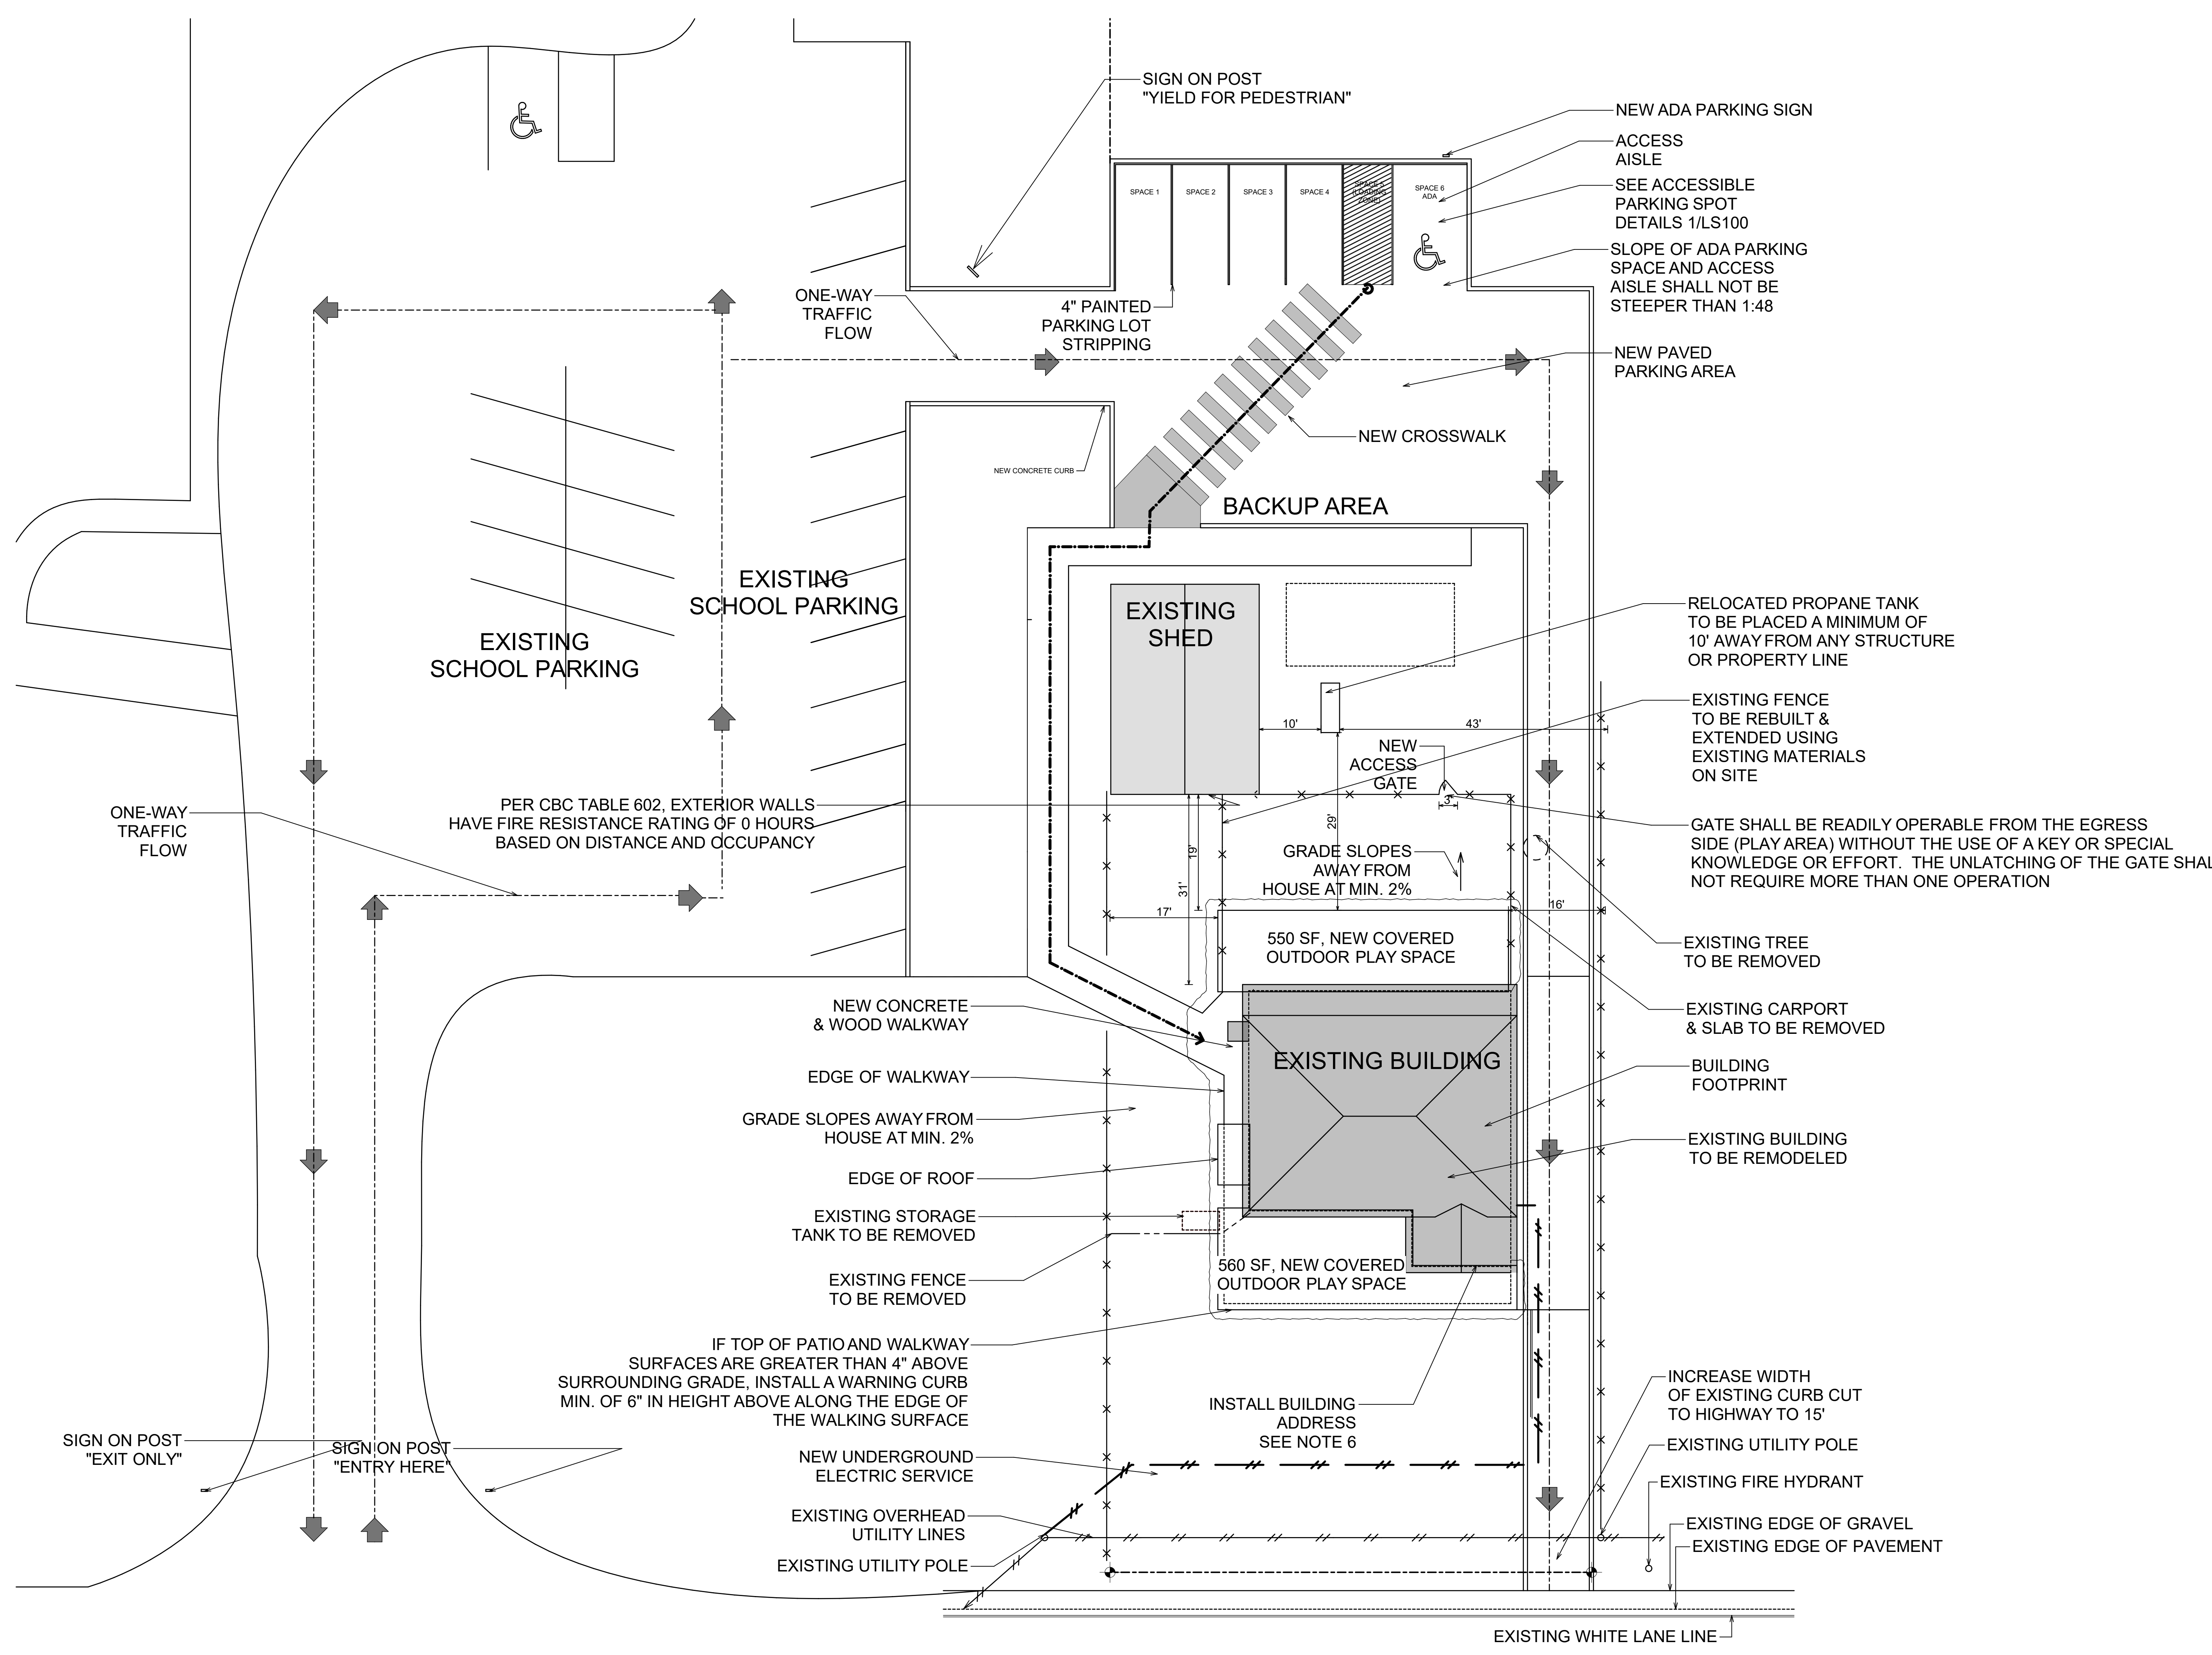 SIGN ON POST
"YIELD FOR PEDESTRIAN"
NEW ADA PARKING SIGN
ACCESS
AISLE
SEE ACCESSIBLE
PARKING SPOT
DETAILS 1/LS100
SLOPE OF ADA PARKING
SPACE AND ACCESS
AISLE SHALL NOT BE
STEEPER THAN 1:48
NEW PAVED
PARKING AREA
SPACE 1
SPACE 2
SPACE 3
SPACE 4
SPACE 5
(LOADING
ZONE)
SPACE 6
ADA
ONE-WAY
TRAFFIC
FLOW
4" PAINTED
PARKING LOT
STRIPPING
NEW CROSSWALK
NEW CONCRETE CURB
BACKUP AREA
EXISTING
SCHOOL PARKING
EXISTING
SCHOOL PARKING
EXISTING
SHED
RELOCATED PROPANE TANK
TO BE PLACED A MINIMUM OF
10' AWAY FROM ANY STRUCTURE
OR PROPERTY LINE
EXISTING FENCE
TO BE REBUILT &
EXTENDED USING
EXISTING MATERIALS
ON SITE
10'
43'
NEW
ACCESS
GATE
3'
29'
19'
31'
17'
16'
ONE-WAY
TRAFFIC
FLOW
PER CBC TABLE 602, EXTERIOR WALLS
HAVE FIRE RESISTANCE RATING OF 0 HOURS
BASED ON DISTANCE AND OCCUPANCY
GRADE SLOPES
AWAY FROM
HOUSE AT MIN. 2%
GATE SHALL BE READILY OPERABLE FROM THE EGRESS
SIDE (PLAY AREA) WITHOUT THE USE OF A KEY OR SPECIAL
KNOWLEDGE OR EFFORT. THE UNLATCHING OF THE GATE SHAL
NOT REQUIRE MORE THAN ONE OPERATION
550 SF, NEW COVERED
OUTDOOR PLAY SPACE
EXISTING TREE
TO BE REMOVED
EXISTING CARPORT
& SLAB TO BE REMOVED
NEW CONCRETE
& WOOD WALKWAY
EXISTING BUILDING
BUILDING
FOOTPRINT
EDGE OF WALKWAY
GRADE SLOPES AWAY FROM
HOUSE AT MIN. 2%
EXISTING BUILDING
TO BE REMODELED
EDGE OF ROOF
EXISTING STORAGE
TANK TO BE REMOVED
560 SF, NEW COVERED
OUTDOOR PLAY SPACE
EXISTING FENCE
TO BE REMOVED
IF TOP OF PATIO AND WALKWAY
SURFACES ARE GREATER THAN 4" ABOVE
SURROUNDING GRADE, INSTALL A WARNING CURB
MIN. OF 6" IN HEIGHT ABOVE ALONG THE EDGE OF
THE WALKING SURFACE
INSTALL BUILDING
ADDRESS
SEE NOTE 6
INCREASE WIDTH
OF EXISTING CURB CUT
TO HIGHWAY TO 15'
SIGN ON POST
"EXIT ONLY"
SIGN ON POST
"ENTRY HERE"
NEW UNDERGROUND
ELECTRIC SERVICE
EXISTING UTILITY POLE
EXISTING FIRE HYDRANT
EXISTING OVERHEAD
UTILITY LINES
EXISTING EDGE OF GRAVEL
EXISTING EDGE OF PAVEMENT
EXISTING UTILITY POLE
EXISTING WHITE LANE LINE